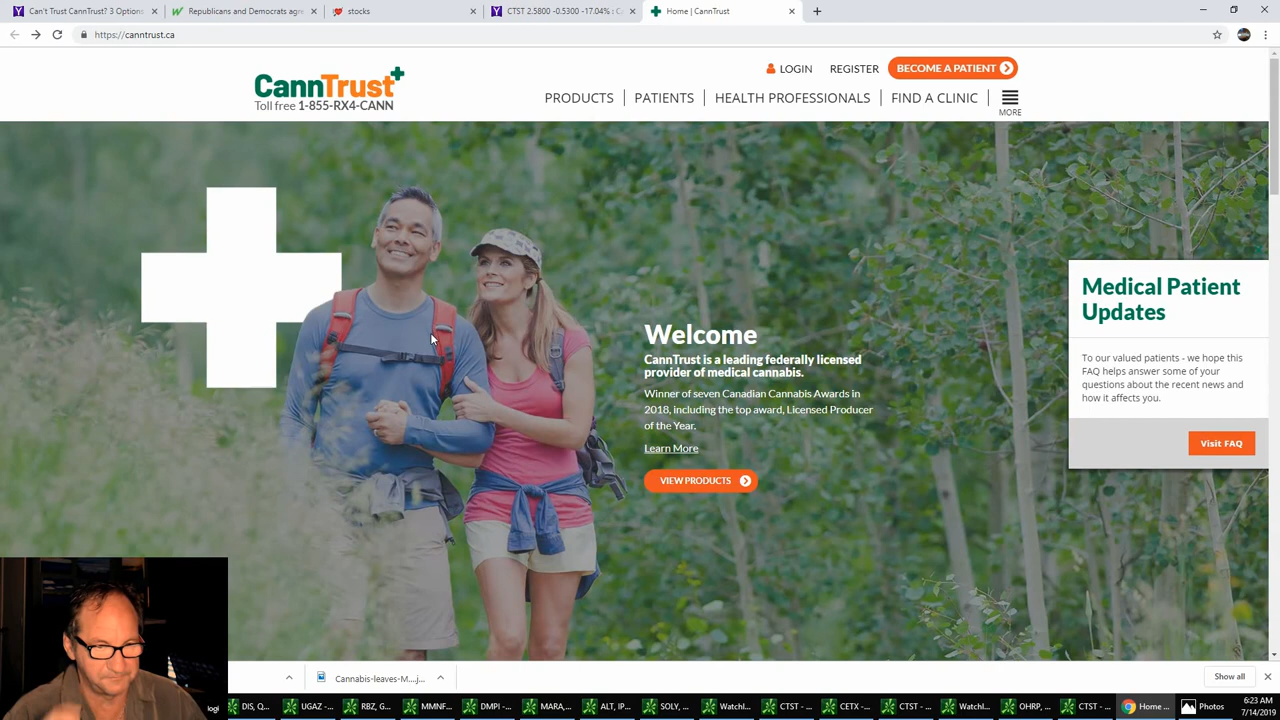 Can't Trust CannTrust? 3 Options
Republicans and Democrats agre
stocks
CTST 2.5800 -0.5300 -17.04% : C
Home | CannTrust
https://canntrust.ca
CannTrust
Toll free 1-855-RX4-CANN
LOGIN
REGISTER
BECOME A PATIENT
PRODUCTS
PATIENTS
HEALTH PROFESSIONALS
FIND A CLINIC
MORE
Welcome
CannTrust is a leading federally licensed
provider of medical cannabis.
Winner of seven Canadian Cannabis Awards in
2018, including the top award, Licensed Producer
of the Year.
Learn More
VIEW PRODUCTS
Medical Patient
Updates
To our valued patients - we hope this
FAQ helps answer some of your
questions about the recent news and
how it affects you.
Visit FAQ
Cannabis-leaves-M....j...
Show all
logi
DIS, Q...
UGAZ -...
RBZ, G...
MMNF...
DMPI -...
MARA,...
ALT, IP...
SOLY, ...
Watchl...
CTST -...
CETX -...
CTST -...
Watchl...
OHRP, ...
CTST -...
Home ...
Photos
6:23 AM
7/14/2019